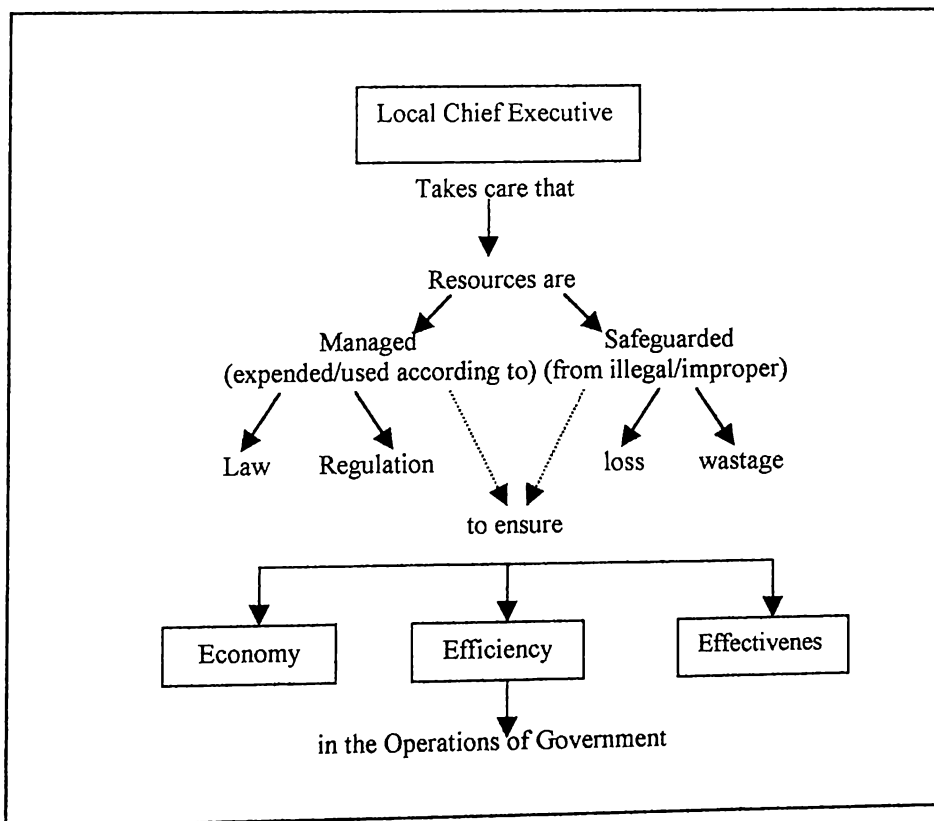 Local Chief Executive
Takes care that
Resources are
Managed Safeguarded
(expended/used according to) (from illegal/improper)
Law Regulation loss wastage
to ensure
Economy Efficiency Effectivenes
in the Operations of Government